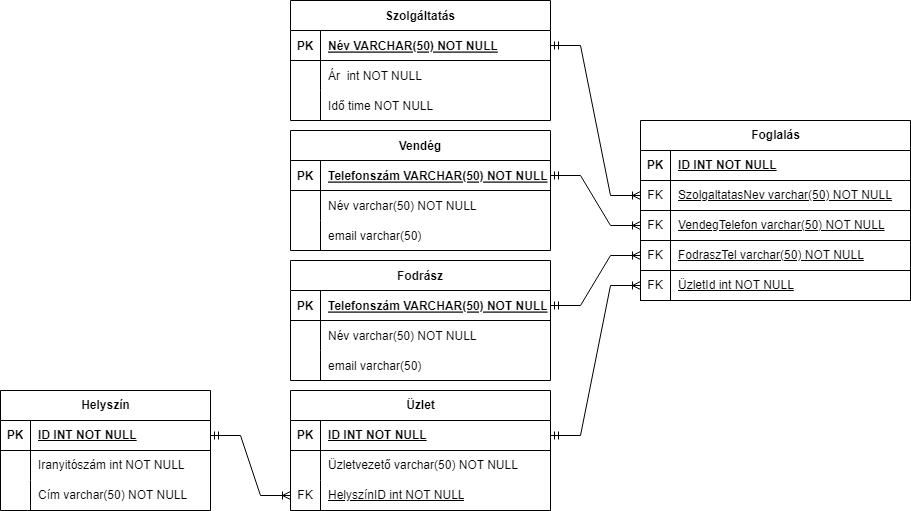 Szolgáltatás
PK Név VARCHAR(50) NOT NULL
Ár int NOT NULL
Idő time NOT NULL
Vendég
PK Telefonszám VARCHAR(50) NOT NULL
Név varchar(50) NOT NULL
email varchar(50)
Fodrász
PK Telefonszám VARCHAR(50) NOT NULL
Név varchar(50) NOT NULL
email varchar(50)
Helyszín
PK ID INT NOT NULL
Iranyitószám int NOT NULL
Cím varchar(50) NOT NULL
Üzlet
PK ID INT NOT NULL
Üzletvezető varchar(50) NOT NULL
FK HelyszínID int NOT NULL
Foglalás
PK ID INT NOT NULL
FK SzolgaltatasNev varchar(50) NOT NULL
FK VendegTelefon varchar(50) NOT NULL
FK FodraszTel varchar(50) NOT NULL
FK ÜzletId int NOT NULL